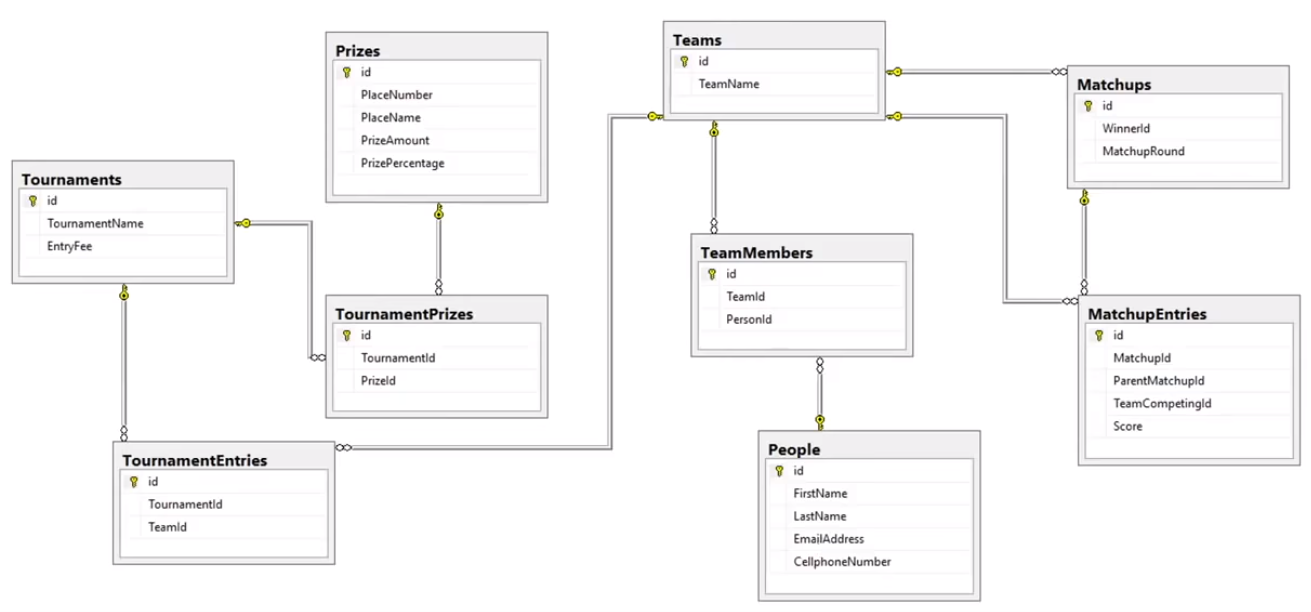 Prizes
id
PlaceNumber
PlaceName
PrizeAmount
PrizePercentage
Teams
id
TeamName
Matchups
id
WinnerId
MatchupRound
Tournaments
id
TournamentName
EntryFee
TeamMembers
id
TeamId
PersonId
TournamentPrizes
id
TournamentId
PrizeId
MatchupEntries
id
MatchupId
ParentMatchupId
TeamCompetingId
Score
TournamentEntries
id
TournamentId
TeamId
People
id
FirstName
LastName
EmailAddress
CellphoneNumber